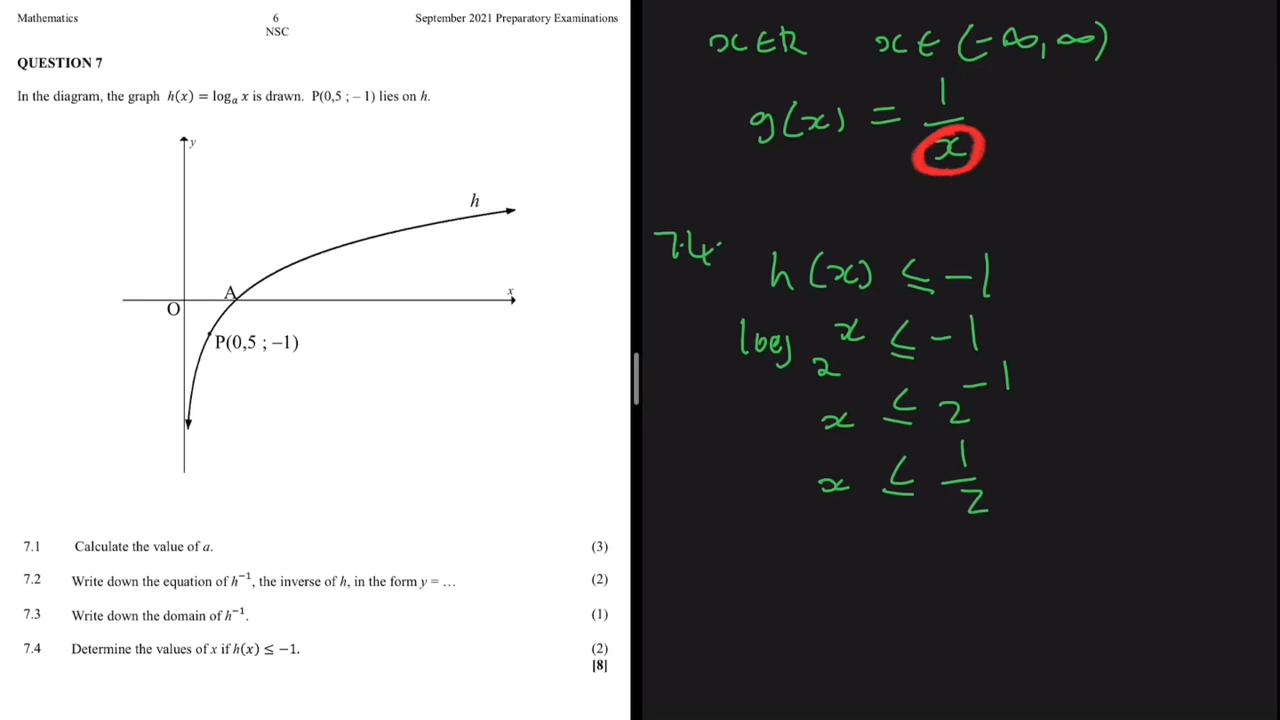 Mathematics 6 September 2021 Preparatory Examinations
NSC
QUESTION 7
In the diagram, the graph h(x) = logₐ x is drawn. P(0,5 ; – 1) lies on h.
y
h
A
x
O
P(0,5 ; –1)
7.1 Calculate the value of a. (3)
7.2 Write down the equation of h⁻¹, the inverse of h, in the form y = … (2)
7.3 Write down the domain of h⁻¹. (1)
7.4 Determine the values of x if h(x) ≤ −1. (2)
[8]
x∈ℝ x∈ (-∞, ∞)
g(x) = 1/x
7.4. h(x) ≤ -1
log₂ x ≤ -1
x ≤ 2⁻¹
x ≤ 1/2